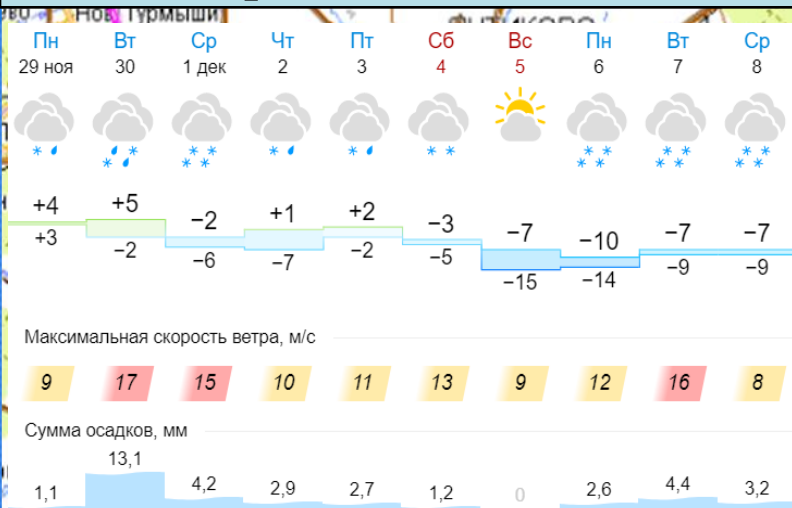 Нов Турмыши
Пн Вт Ср Чт Пт Сб Вс Пн Вт Ср
29 ноя 30 1 дек 2 3 4 5 6 7 8
+4 +5 −2 +1 +2 −3 −7 −10 −7 −7
+3 −2 −6 −7 −2 −5 −15 −14 −9 −9
Максимальная скорость ветра, м/с
9 17 15 10 11 13 9 12 16 8
Сумма осадков, мм
1,1 13,1 4,2 2,9 2,7 1,2 0 2,6 4,4 3,2